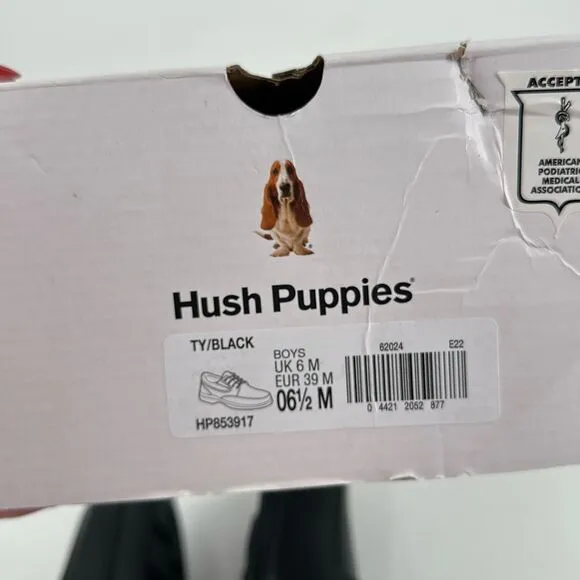 ACCEPT
AMERICAN
PODIATRIC
MEDICAL
ASSOCIATION
Hush Puppies®
TY/BLACK
HP853917
BOYS
UK 6 M
EUR 39 M
06½ M
62024 E22
0 4421 2052 877